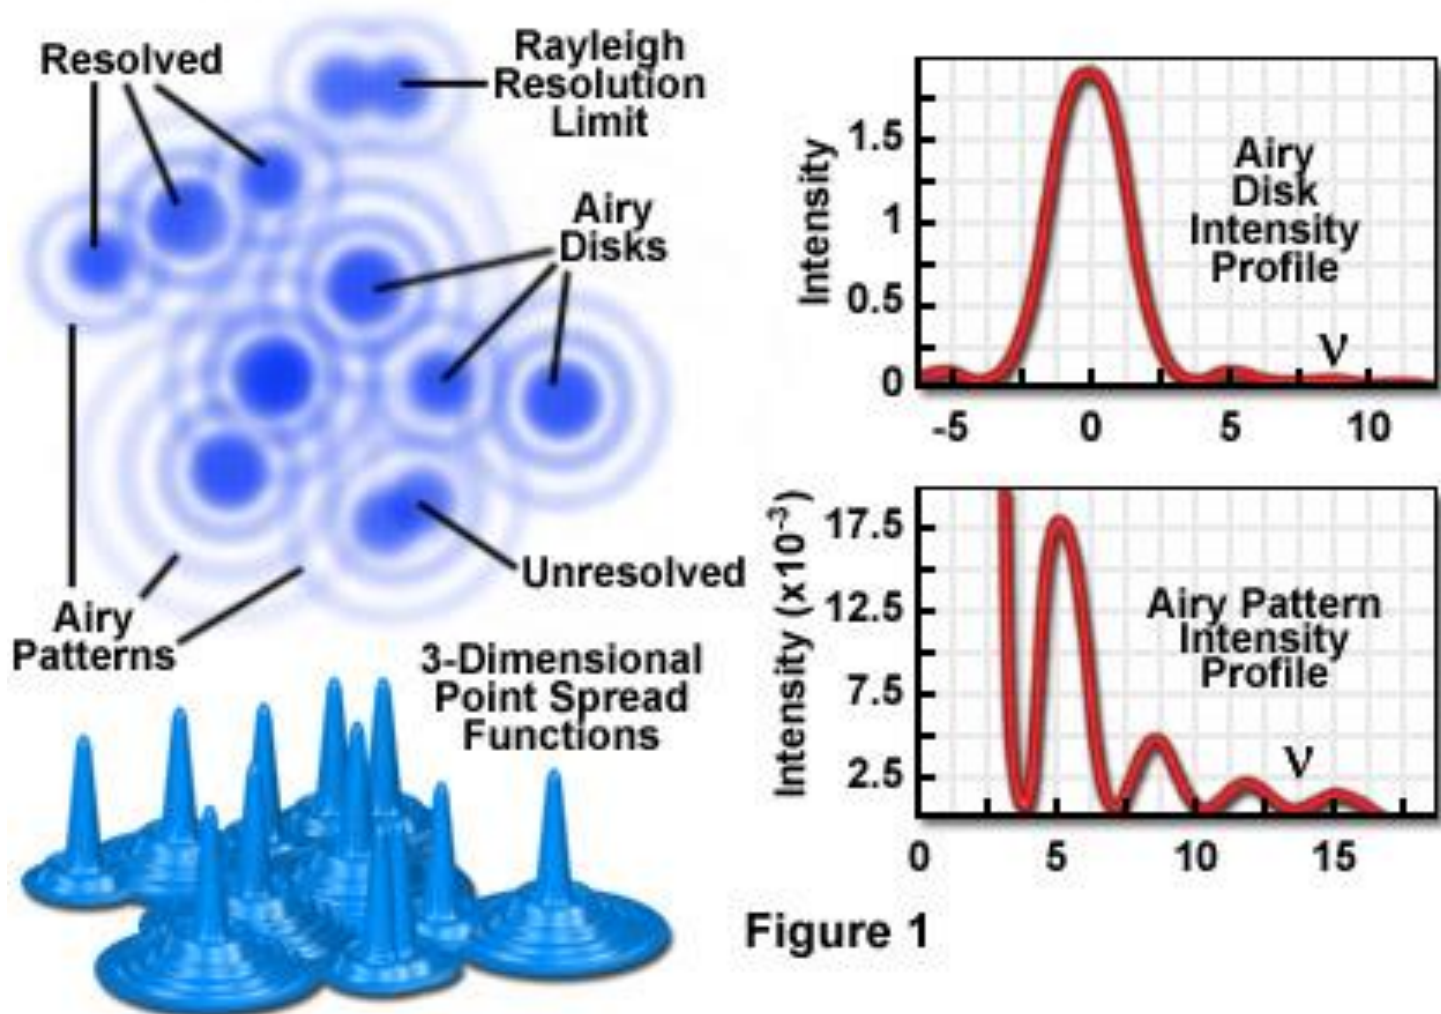 Resolved
Rayleigh
Resolution
Limit
Airy
Disks
Unresolved
Airy
Patterns
3-Dimensional
Point Spread
Functions
Intensity
1.5
1
0.5
0
Airy
Disk
Intensity
Profile
ν
-5 0 5 10
Intensity (x10⁻³)
17.5
12.5
7.5
2.5
Airy Pattern
Intensity
Profile
ν
0 5 10 15
Figure 1